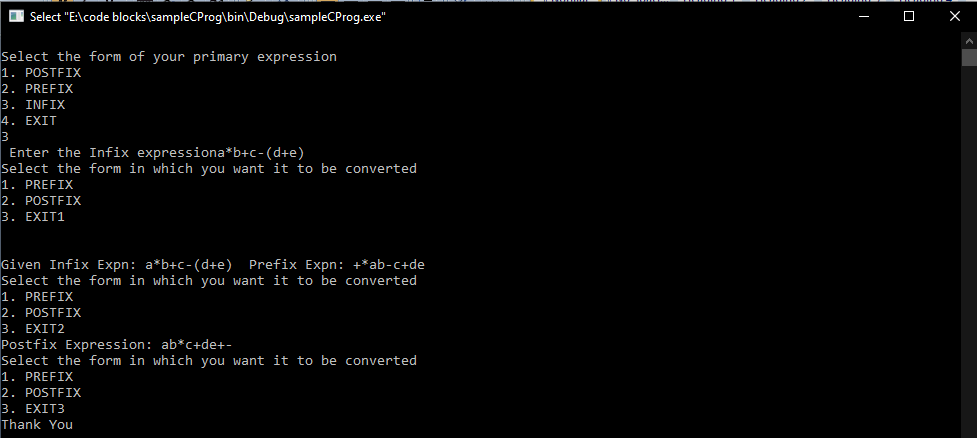 Select "E:\code blocks\sampleCProg\bin\Debug\sampleCProg.exe"
Select the form of your primary expression
1. POSTFIX
2. PREFIX
3. INFIX
4. EXIT
3
 Enter the Infix expressiona*b+c-(d+e)
Select the form in which you want it to be converted
1. PREFIX
2. POSTFIX
3. EXIT1
Given Infix Expn: a*b+c-(d+e)  Prefix Expn: +*ab-c+de
Select the form in which you want it to be converted
1. PREFIX
2. POSTFIX
3. EXIT2
Postfix Expression: ab*c+de+-
Select the form in which you want it to be converted
1. PREFIX
2. POSTFIX
3. EXIT3
Thank You